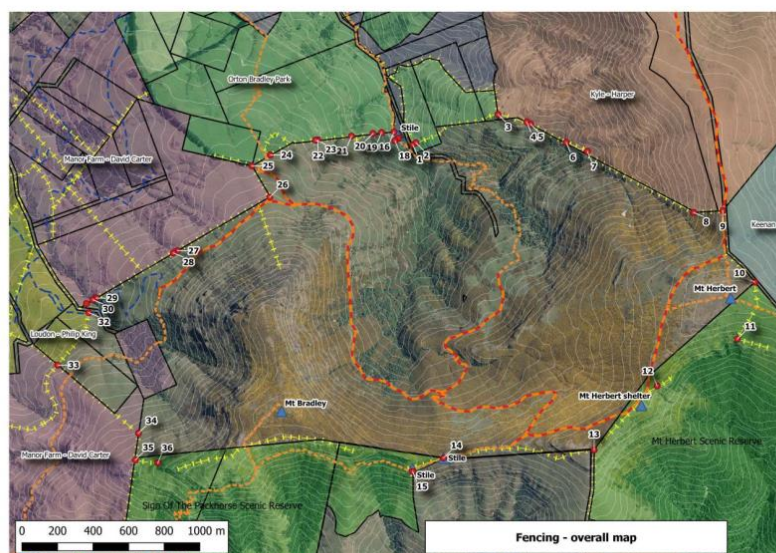 Orton Bradley Park
Kyle - Harper
Stile
3
4
5
6
7
1
2
18
16
19
20
21
23
22
24
25
26
Manor Farm - David Carter
8
9
Keenan
10
Mt Herbert
11
27
28
29
30
32
Loudon - Philip King
33
12
Mt Herbert shelter
Mt Bradley
34
35
36
Manor Farm - David Carter
14
Stile
13
Mt Herbert Scenic Reserve
Stile
15
Sign Of The Packhorse Scenic Reserve
0 200 400 600 800 1000 m
Fencing - overall map